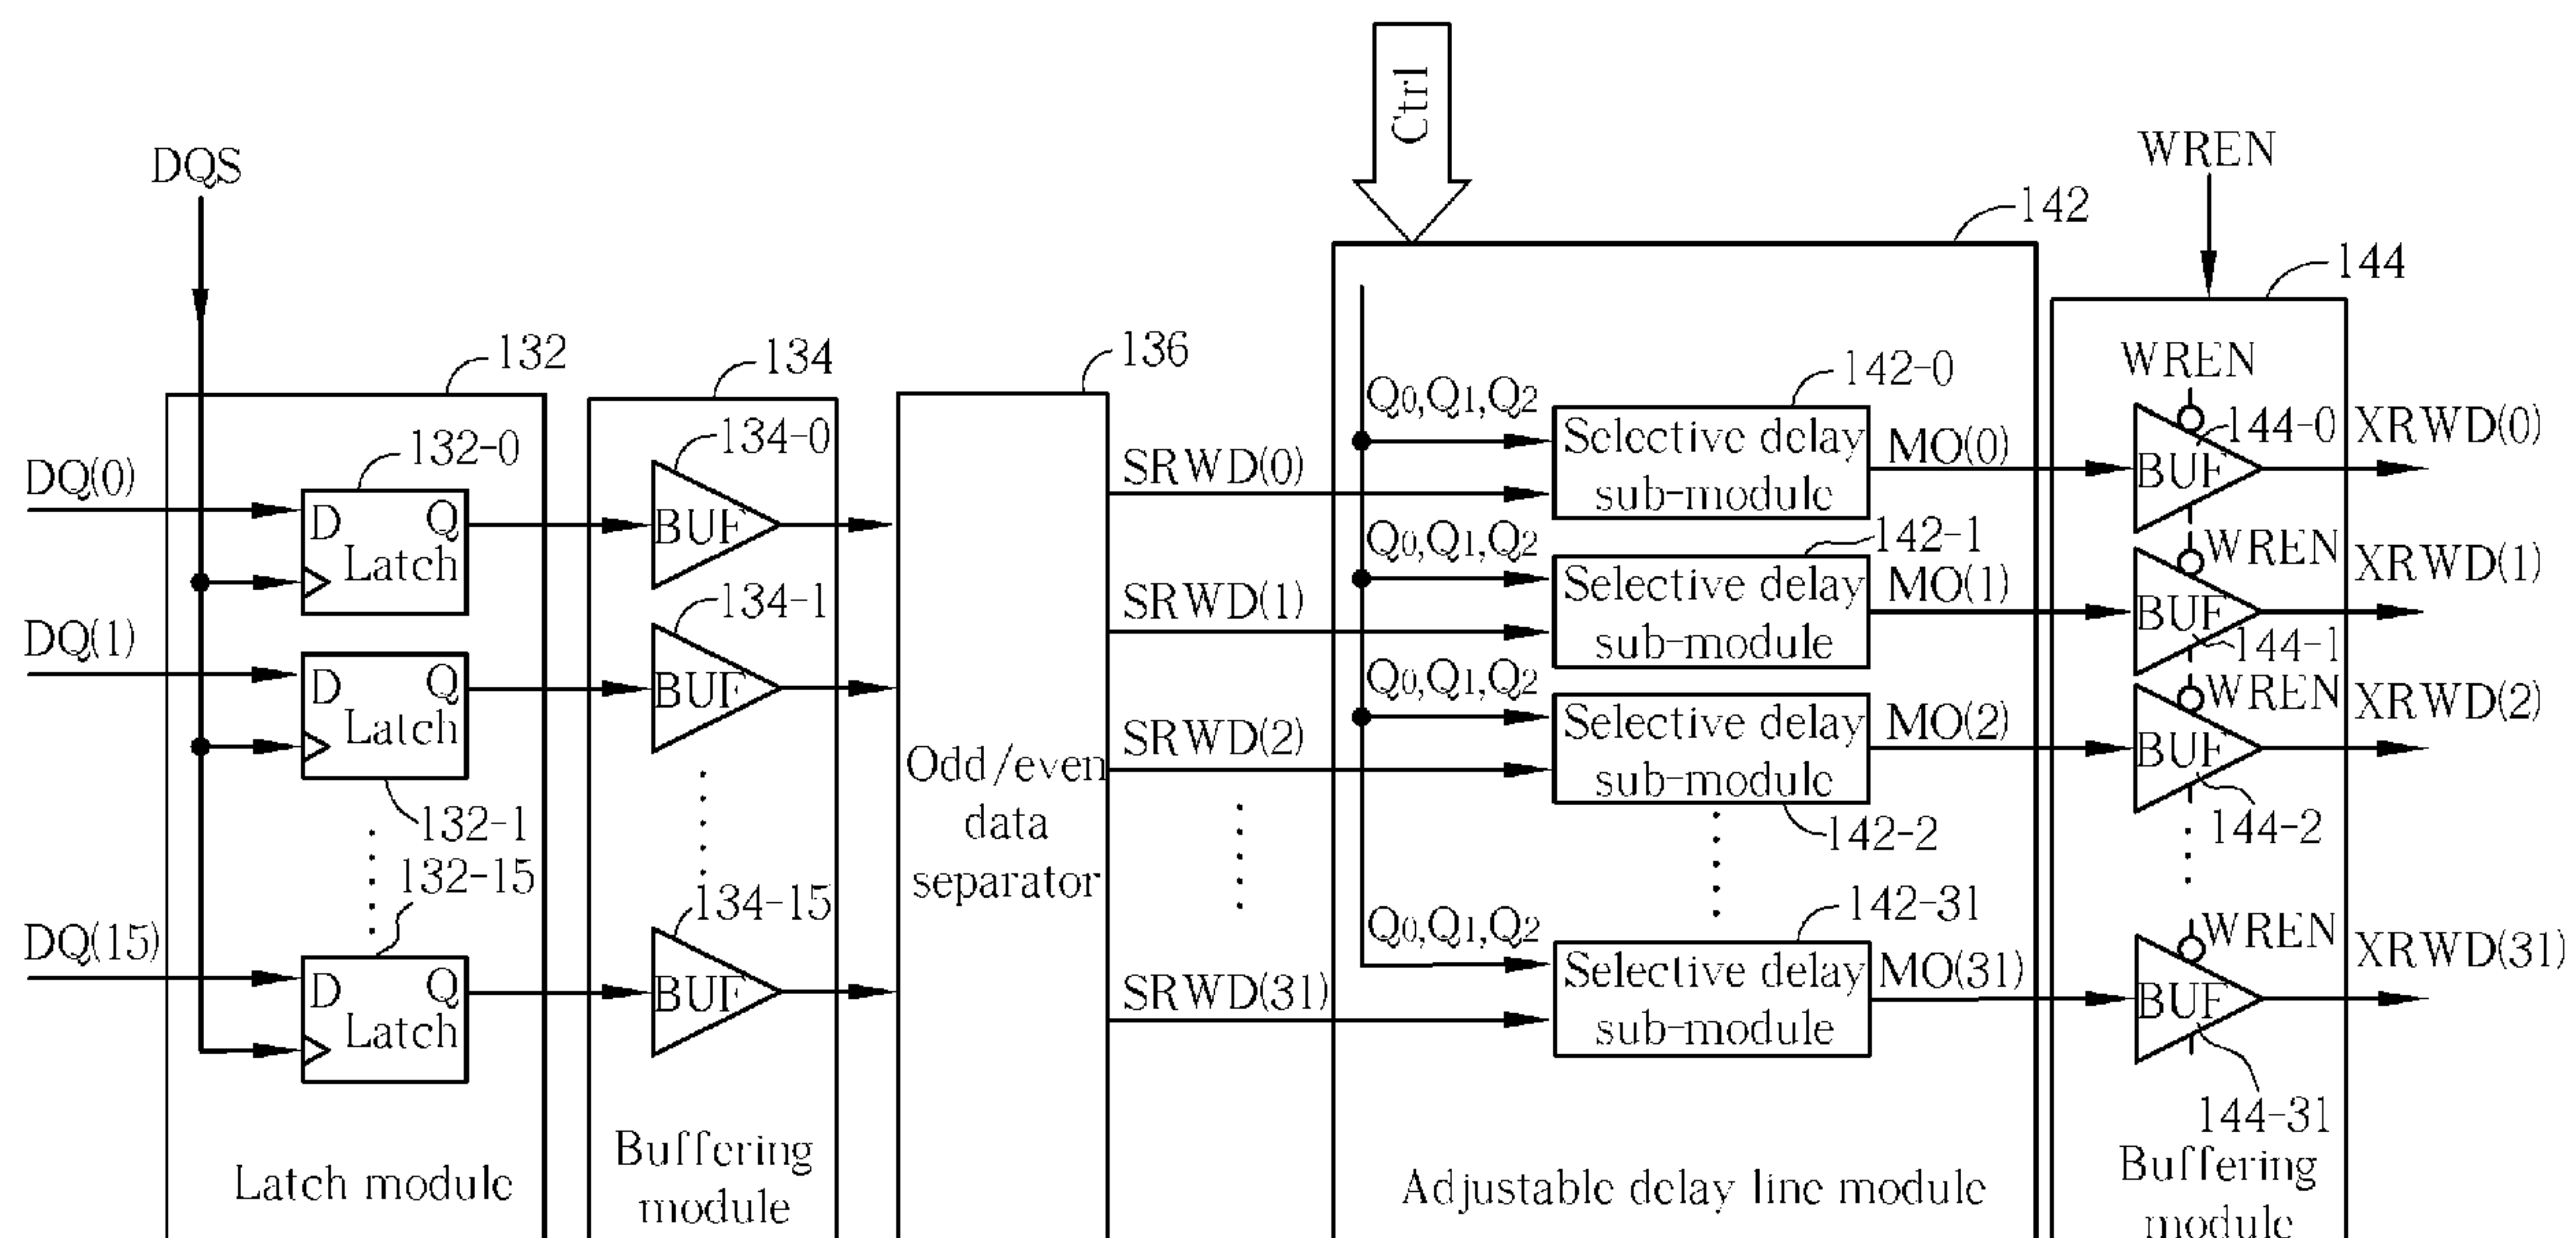 Ctrl
DQS
WREN
142
144
132
134
136
WREN
Q0,Q1,Q2
142-0
134-0
144-0
XRWD(0)
132-0
Selective delay
sub-module
MO(0)
BUF
DQ(0)
SRWD(0)
D Q
Latch
BUF
Q0,Q1,Q2
142-1
WREN
XRWD(1)
134-1
SRWD(1)
Selective delay
sub-module
MO(1)
BUF
144-1
DQ(1)
D Q
Latch
BUF
Q0,Q1,Q2
WREN
XRWD(2)
SRWD(2)
Selective delay
sub-module
MO(2)
BUF
Odd/even
data
separator
132-1
142-2
144-2
132-15
134-15
142-31
Q0,Q1,Q2
WREN
XRWD(31)
DQ(15)
D Q
Latch
BUF
SRWD(31)
Selective delay
sub-module
MO(31)
BUF
144-31
Latch module
Buffering
module
Adjustable delay line module
Buffering
module